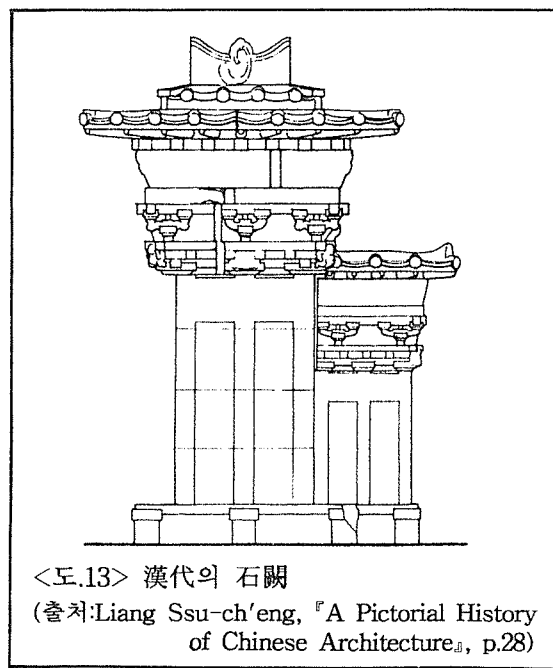 <도.13> 漢代의 石闕
(출처:Liang Ssu-ch'eng, 『A Pictorial History
of Chinese Architecture』, p.28)